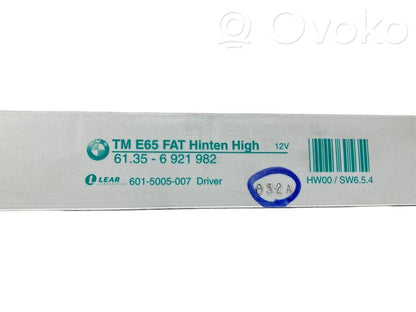 Ovoko
TM E65 FAT Hinten High 12V
61.35 - 6 921 982
LEAR
601-5005-007 Driver
032A
HW00 / SW6.5.4